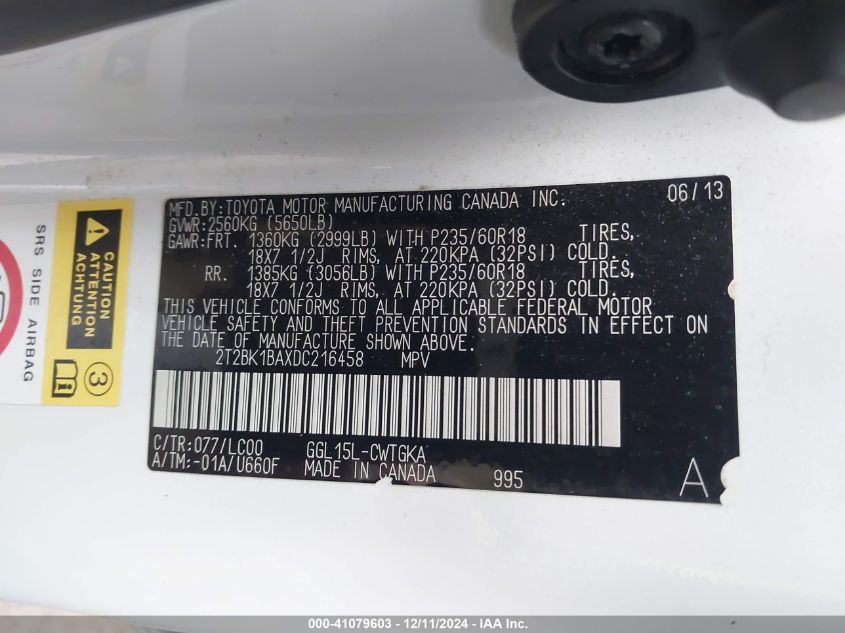 MFD.BY:TOYOTA MOTOR MANUFACTURING CANADA INC. 06/13
GVWR:2560KG (5650LB)
GAWR:FRT. 1360KG (2999LB) WITH P235/60R18 TIRES,
18X7 1/2J RIMS, AT 220KPA (32PSI) COLD.
RR. 1385KG (3056LB) WITH P235/60R18 TIRES,
18X7 1/2J RIMS, AT 220KPA (32PSI) COLD.
THIS VEHICLE CONFORMS TO ALL APPLICABLE FEDERAL MOTOR
VEHICLE SAFETY AND THEFT PREVENTION STANDARDS IN EFFECT ON
THE DATE OF MANUFACTURE SHOWN ABOVE.
2T2BK1BAXDC216458 MPV
C/TR:077/LC00 GGL15L-CWTGKA
A/TM:-01A/U660F MADE IN CANADA 995 A
SRS SIDE AIRBAG
CAUTION
ATTENTION
ACHTUNG
3
i
000-41079603 - 12/11/2024 - IAA Inc.